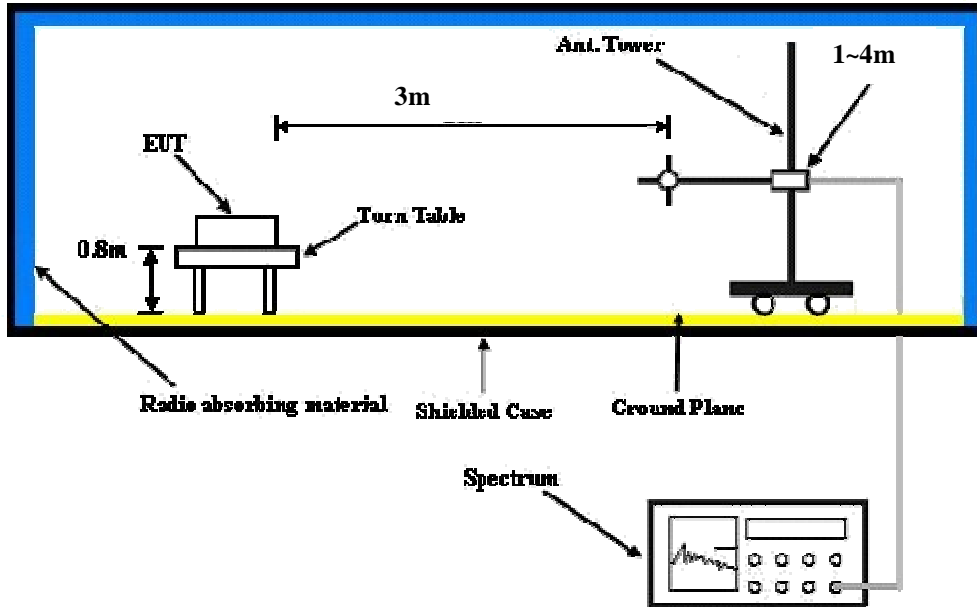 Ant. Tower
1~4m
3m
EUT
Turn Table
0.8m
Radio absorbing material
Shielded Case
Ground Plane
Spectrum